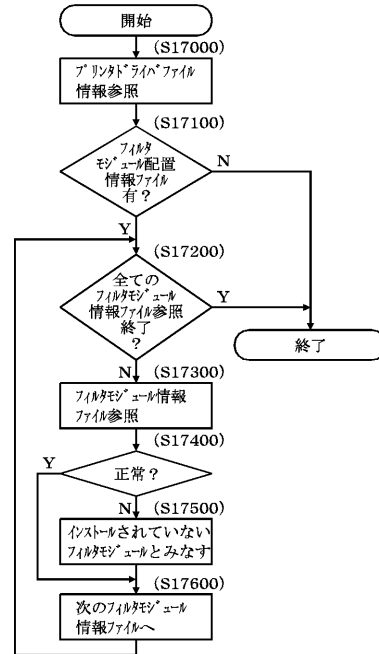 開始
(S17000)
プリンタドライバファイル
情報参照
(S17100)
フィルタ
モジュール配置
情報ファイル
有？
N
Y
(S17200)
全ての
フィルタモジュール
情報ファイル参照
終了
？
Y
終了
N
(S17300)
フィルタモジュール情報
ファイル参照
(S17400)
Y
正常？
N
(S17500)
インストールされていない
フィルタモジュールとみなす
(S17600)
次のフィルタモジュール
情報ファイルへ